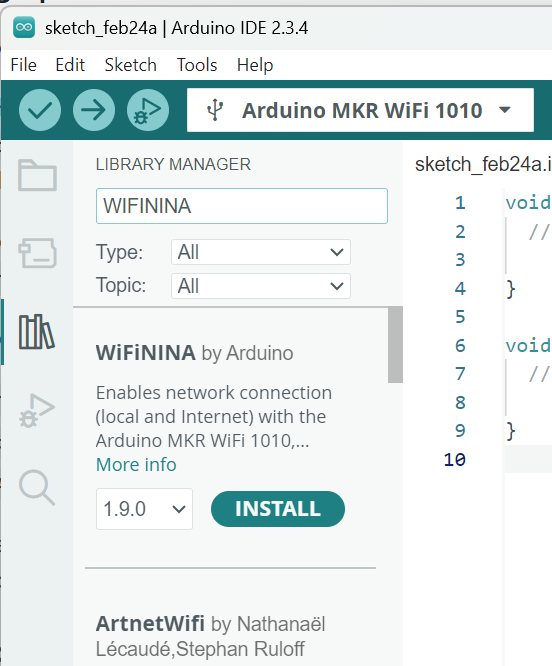 sketch_feb24a | Arduino IDE 2.3.4
File Edit Sketch Tools Help
Arduino MKR WiFi 1010
LIBRARY MANAGER
WIFININA
Type: All
Topic: All
WiFiNINA by Arduino
Enables network connection
(local and Internet) with the
Arduino MKR WiFi 1010,...
More info
1.9.0 INSTALL
ArtnetWifi by Nathanaël
Lécaudé,Stephan Ruloff
sketch_feb24a.i
1 void
2 //
3
4 }
5
6 void
7 //
8
9 }
10